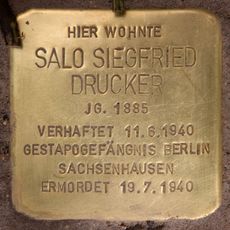 HIER WOHNTE
SALO SIEGFRIED
DRUCKER
JG. 1885
VERHAFTET 11.6.1940
GESTAPOGEFÄNGNIS BERLIN
SACHSENHAUSEN
ERMORDET 19.7.1940